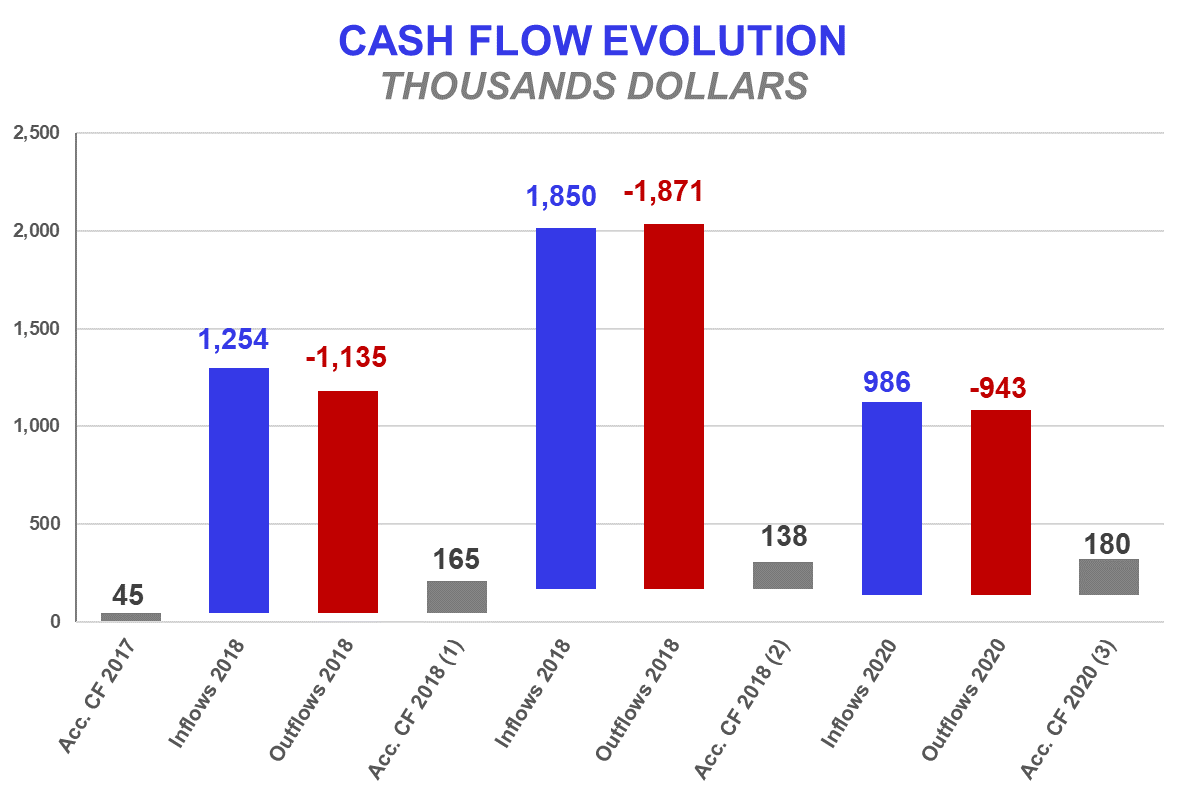 CASH FLOW EVOLUTION
THOUSANDS DOLLARS
2,500
2,000
1,500
1,000
500
0
45
1,254
-1,135
165
1,850
-1,871
138
986
-943
180
Acc. CF 2017
Inflows 2018
Outflows 2018
Acc. CF 2018 (1)
Inflows 2018
Outflows 2018
Acc. CF 2018 (2)
Inflows 2020
Outflows 2020
Acc. CF 2020 (3)